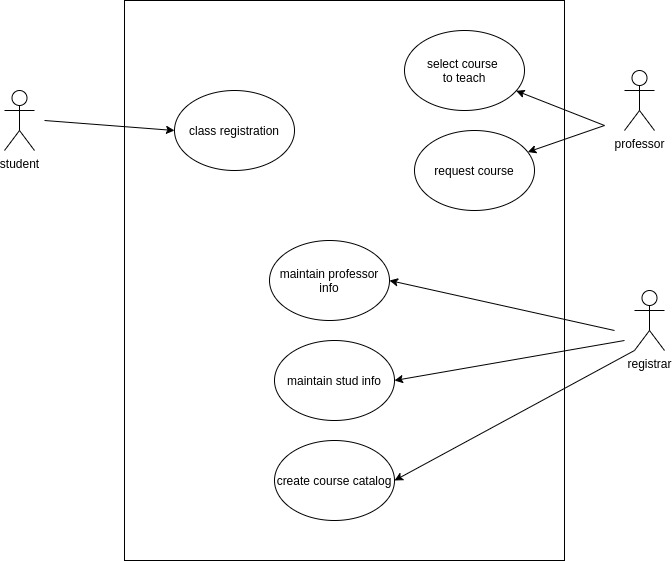 select course
to teach
class registration
student
professor
request course
maintain professor
info
registrar
maintain stud info
create course catalog